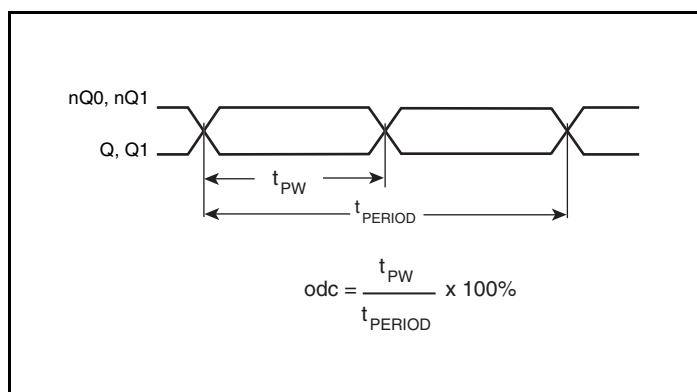 nQ0, nQ1
Q, Q1
tPW
tPERIOD
odc = tPW / tPERIOD x 100%